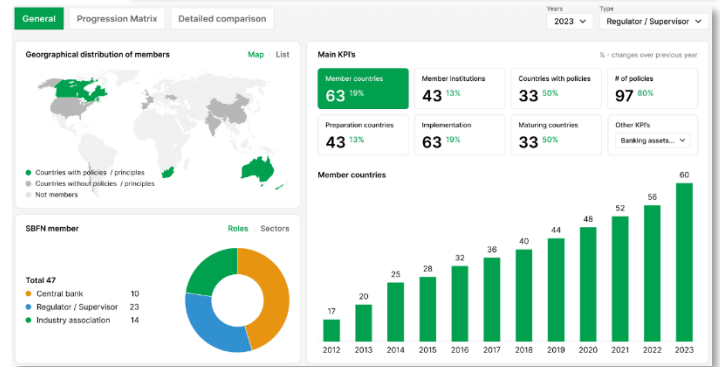 General Progression Matrix Detailed comparison
Years Type
2023 Regulator / Supervisor
Georgraphical distribution of members Map List
Countries with policies / principles
Countries without policies / principles
Not members
SBFN member Roles Sectors
Total 47
Central bank 10
Regulator / Supervisor 23
Industry association 14
Main KPI's % - changes over previous year
Member countries Member institutions Countries with policies # of policies
63 19% 43 13% 33 50% 97 80%
Preparation countries Implementation Maturing countries Other KPI's
43 13% 63 19% 33 50% Banking assets...
Member countries
17 20 25 28 32 36 40 44 48 52 56 60
2012 2013 2014 2015 2016 2017 2018 2019 2020 2021 2022 2023